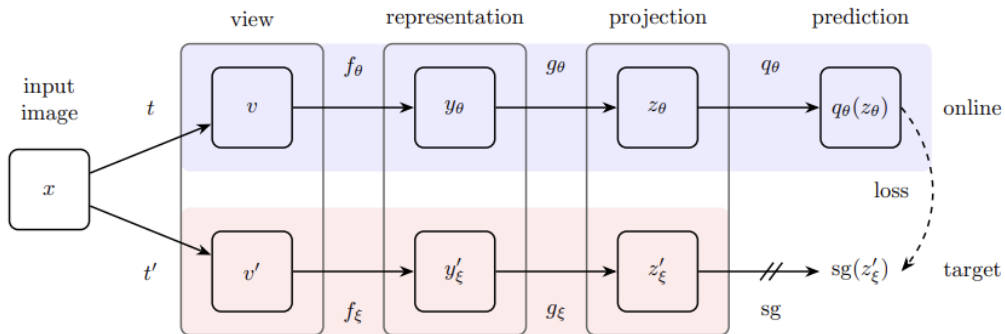 view representation projection prediction
input
image
t f_θ g_θ q_θ
v y_θ z_θ q_θ(z_θ) online
x
loss
t′ v′ y′_ξ z′_ξ sg(z′_ξ) target
f_ξ g_ξ sg